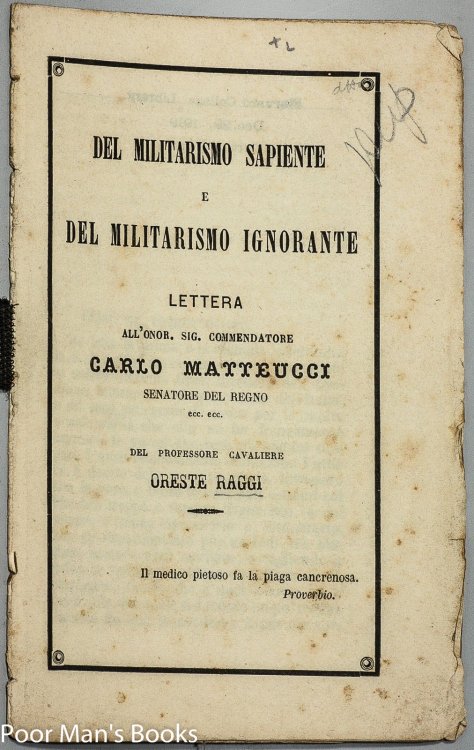 DEL MILITARISMO SAPIENTE
E
DEL MILITARISMO IGNORANTE
LETTERA
ALL'ONOR. SIG. COMMENDATORE
CARLO MATTEUCCI
SENATORE DEL REGNO
ecc. ecc.
DEL PROFESSORE CAVALIERE
ORESTE RAGGI
Il medico pietoso fa la piaga cancrenosa.
Proverbio.
Poor Man's Books